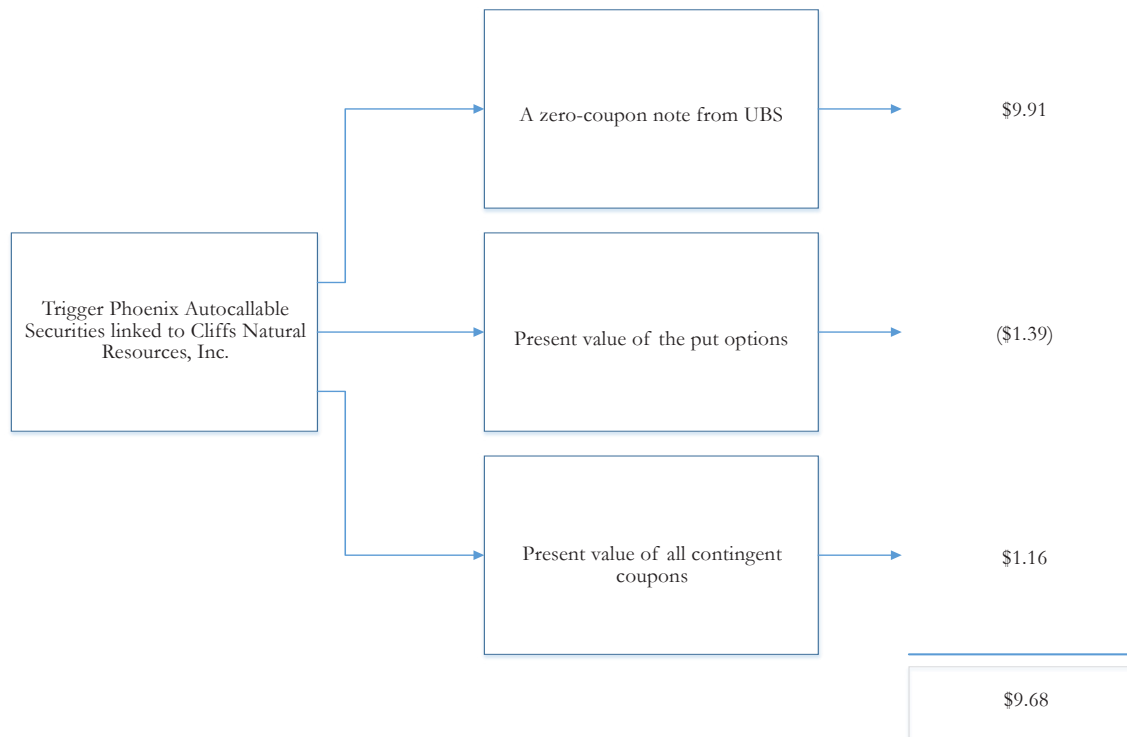 A zero-coupon note from UBS
$9.91
Trigger Phoenix Autocallable
Securities linked to Cliffs Natural
Resources, Inc.
Present value of the put options
($1.39)
Present value of all contingent
coupons
$1.16
$9.68